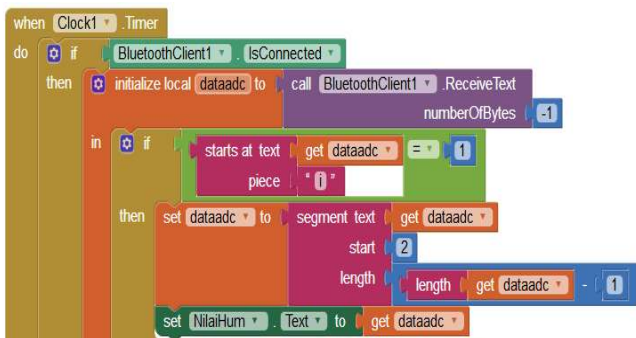 when Clock1 .Timer
do if BluetoothClient1 . IsConnected
then initialize local dataadc to call BluetoothClient1 .ReceiveText
numberOfBytes -1
in if starts at text get dataadc = 1
piece " i "
then set dataadc to segment text get dataadc
start 2
length length get dataadc - 1
set NilaiHum . Text to get dataadc